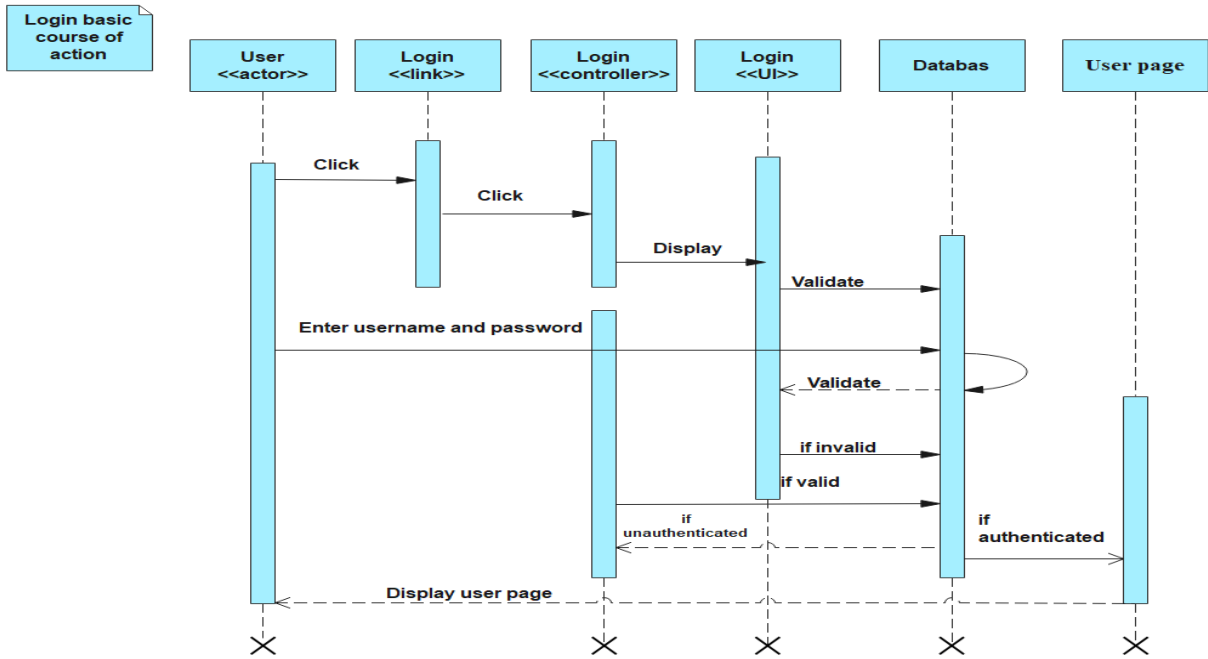 Login basic
course of
action
User
<<actor>>
Login
<<link>>
Login
<<controller>>
Login
<<UI>>
Databas
User page
Click
Click
Display
Validate
Enter username and password
Validate
if invalid
if valid
if
unauthenticated
if
authenticated
Display user page